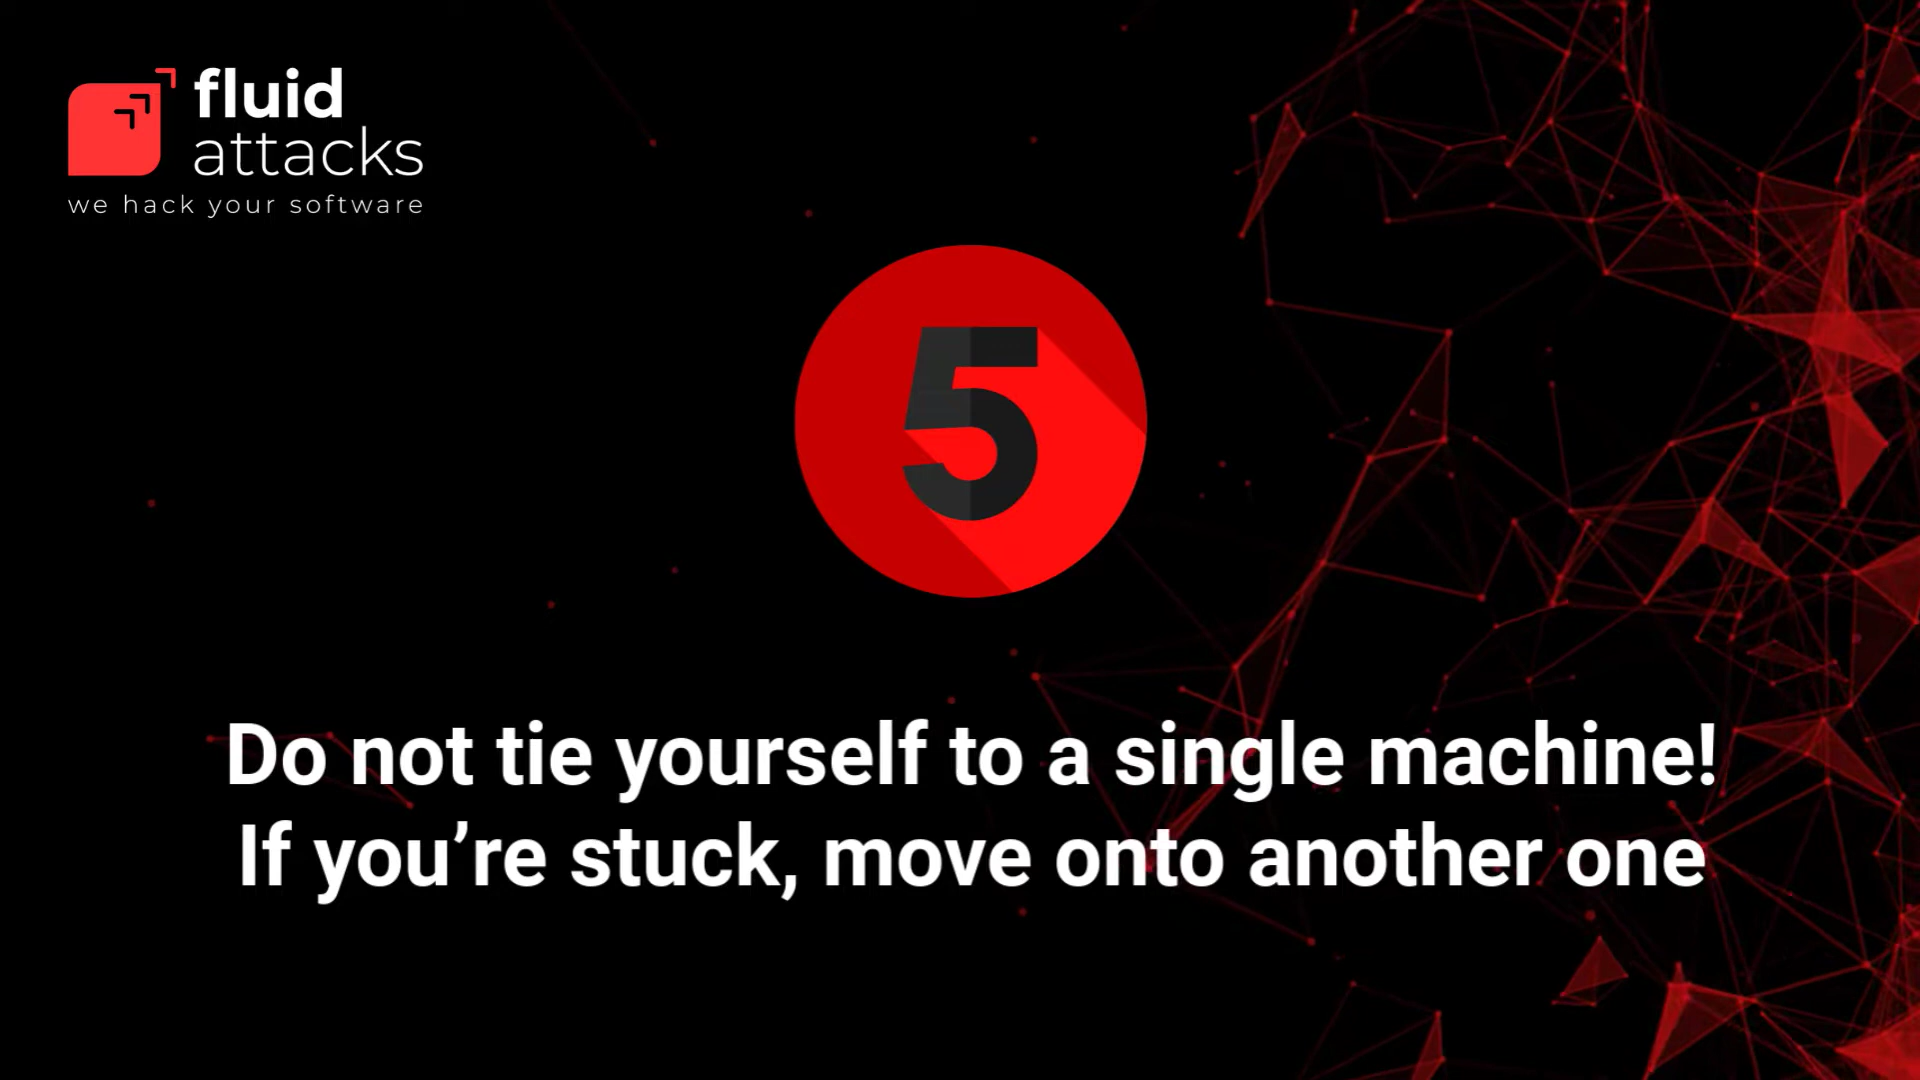 fluid
attacks
we hack your software
5
Do not tie yourself to a single machine!
If you’re stuck, move onto another one